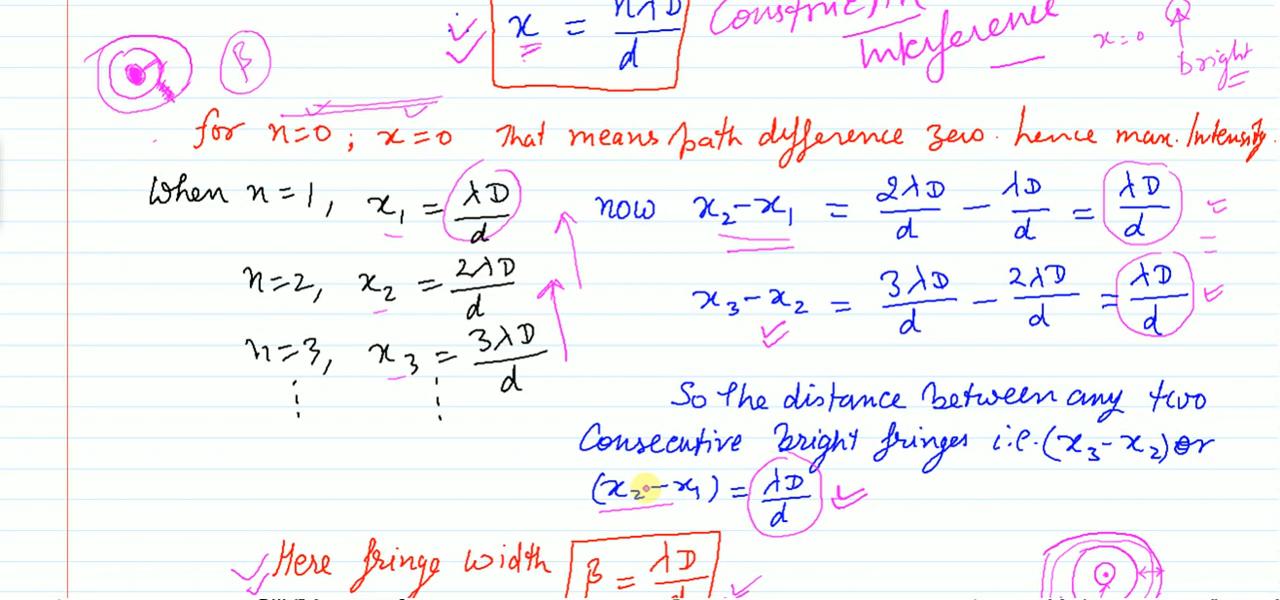 x = nλD/d Constructive
Interference
x=0
bright
β
for n=0 ; x=0 That means path difference zero. hence max. Intensity.
When n=1, x₁ = λD/d now x₂-x₁ = 2λD/d - λD/d = λD/d
n=2, x₂ = 2λD/d x₃-x₂ = 3λD/d - 2λD/d = λD/d
n=3, x₃ = 3λD/d
So the distance between any two
Consecutive bright fringes i.e. (x₃-x₂) or
(x₂-x₁) = λD/d
Here fringe width β = λD/d